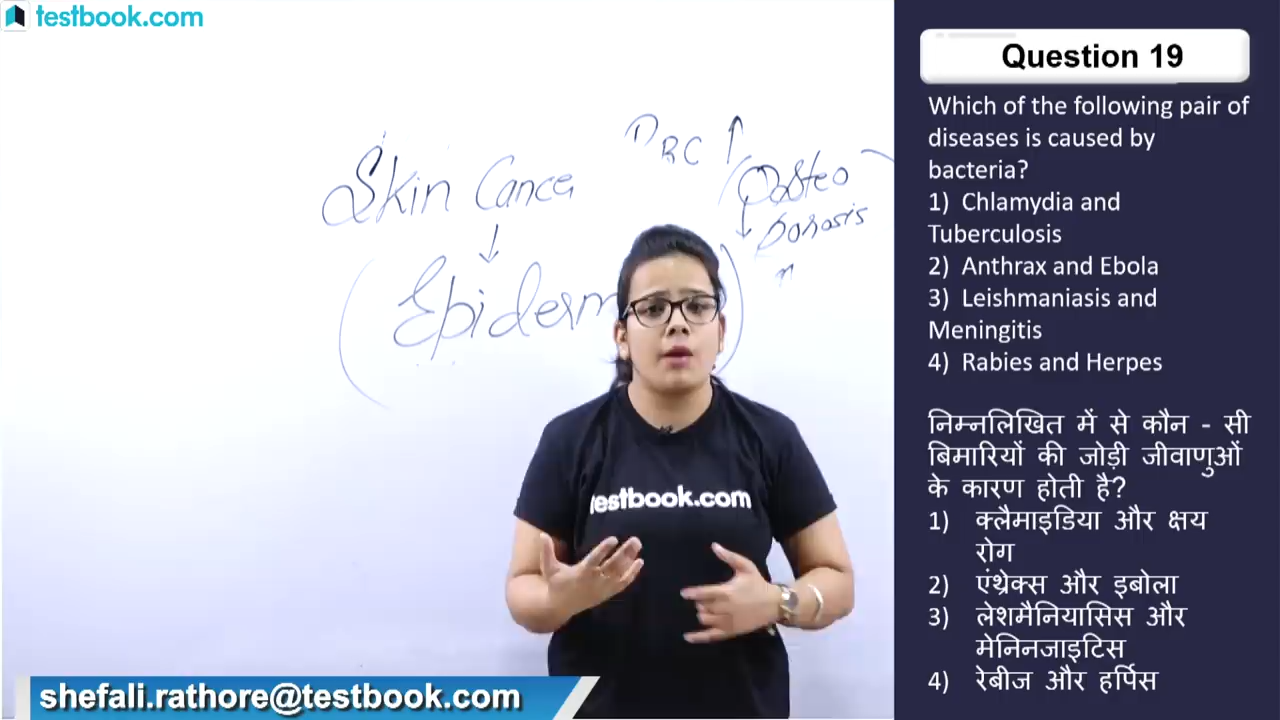 testbook.com
Skin Cancer
RBC ↑
Osteo
↓ porosis
↓
Epiderm
testbook.com
shefali.rathore@testbook.com
Question 19
Which of the following pair of
diseases is caused by
bacteria?
1) Chlamydia and
Tuberculosis
2) Anthrax and Ebola
3) Leishmaniasis and
Meningitis
4) Rabies and Herpes
निम्नलिखित में से कौन - सी
बिमारियों की जोड़ी जीवाणुओं
के कारण होती है?
1) क्लैमाइडिया और क्षय
रोग
2) एंथ्रेक्स और इबोला
3) लेशमैनियासिस और
मेनिनजाइटिस
4) रेबीज और हर्पिस